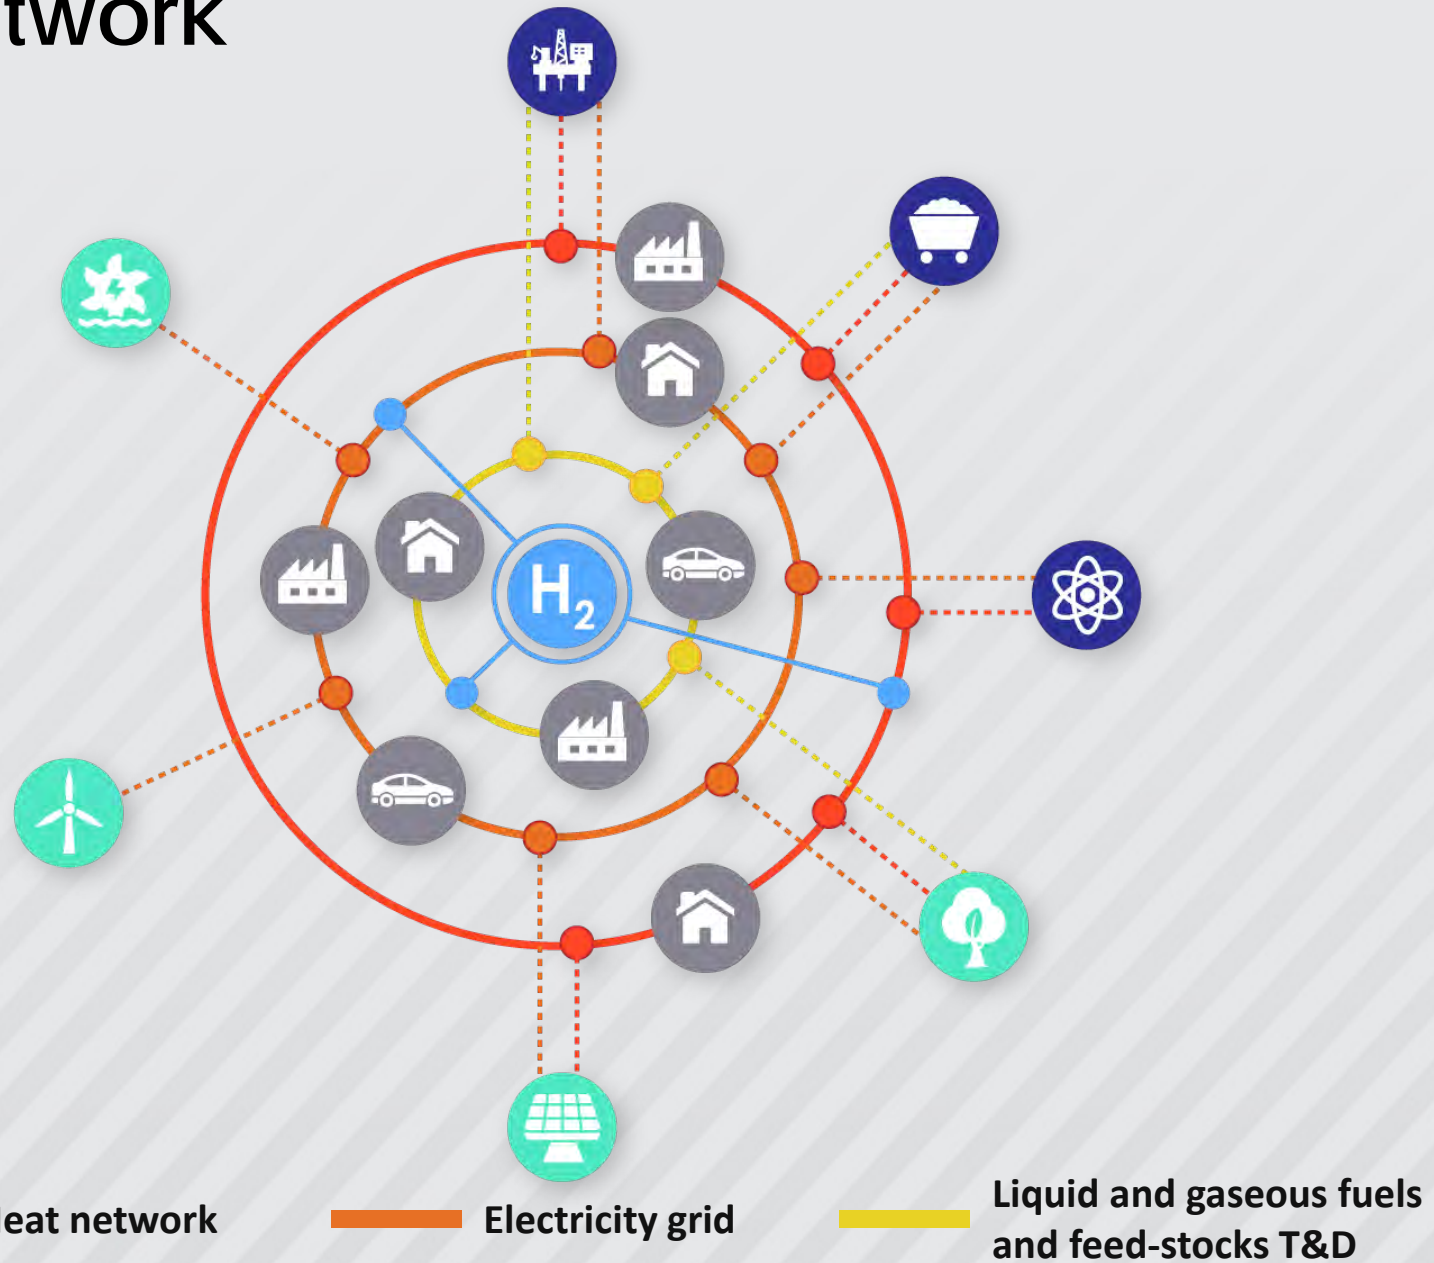 twork
H2
eat network
Electricity grid
Liquid and gaseous fuels
and feed-stocks T&D